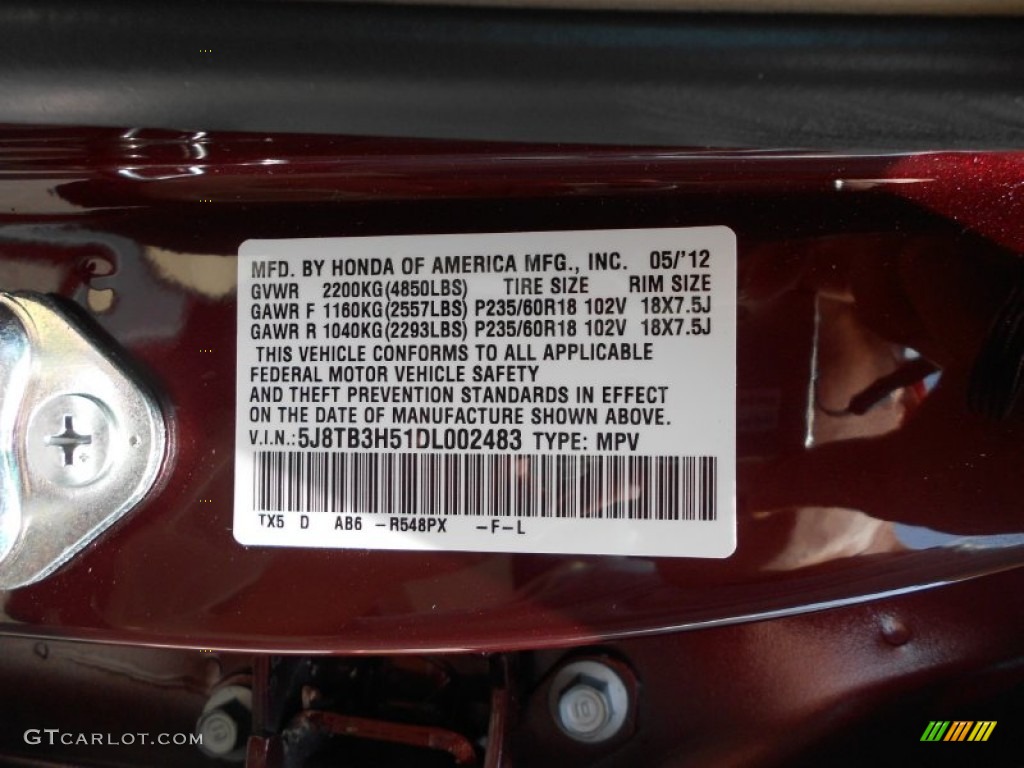 MFD. BY HONDA OF AMERICA MFG., INC. 05/'12
GVWR 2200KG(4850LBS) TIRE SIZE RIM SIZE
GAWR F 1160KG(2557LBS) P235/60R18 102V 18X7.5J
GAWR R 1040KG(2293LBS) P235/60R18 102V 18X7.5J
THIS VEHICLE CONFORMS TO ALL APPLICABLE
FEDERAL MOTOR VEHICLE SAFETY
AND THEFT PREVENTION STANDARDS IN EFFECT
ON THE DATE OF MANUFACTURE SHOWN ABOVE.
V.I.N.:5J8TB3H51DL002483 TYPE: MPV
TX5 D AB6 -R548PX -F-L
GTCARLOT.COM